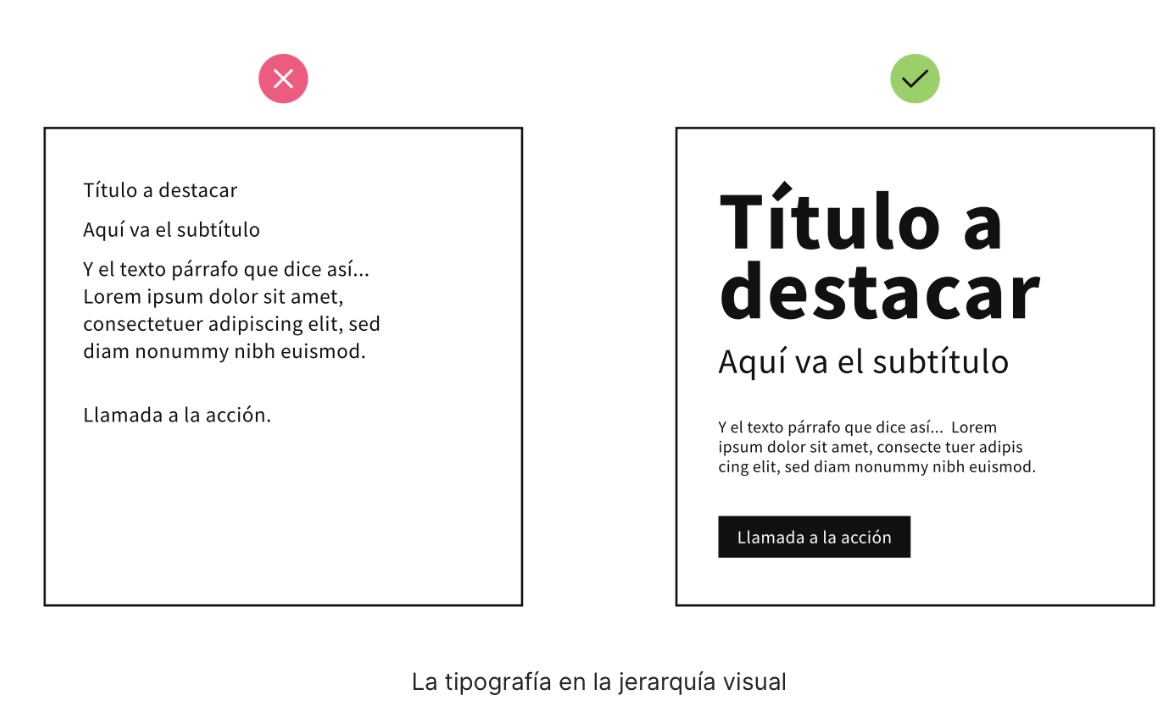 Título a destacar
Aquí va el subtítulo
Y el texto párrafo que dice así...
Lorem ipsum dolor sit amet,
consectetuer adipiscing elit, sed
diam nonummy nibh euismod.
Llamada a la acción.
Título a
destacar
Aquí va el subtítulo
Y el texto párrafo que dice así...  Lorem
ipsum dolor sit amet, consecte tuer adipis
cing elit, sed diam nonummy nibh euismod.
Llamada a la acción
La tipografía en la jerarquía visual